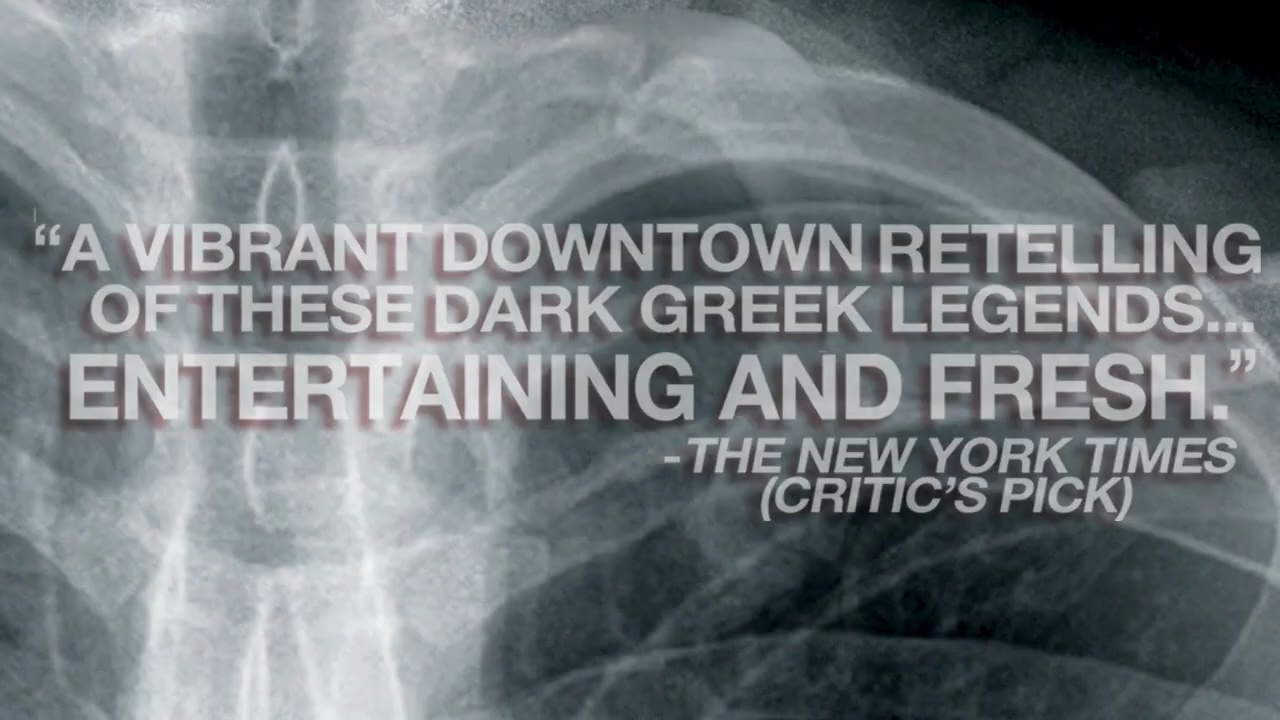 “A VIBRANT DOWNTOWN RETELLING
OF THESE DARK GREEK LEGENDS...
ENTERTAINING AND FRESH.”
-THE NEW YORK TIMES
(CRITIC’S PICK)